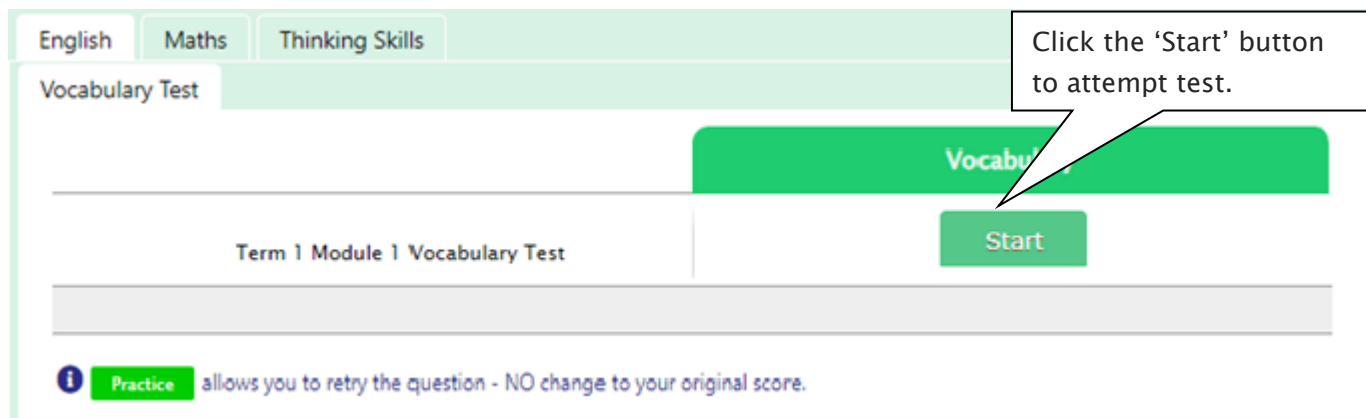 English Maths Thinking Skills
Click the ‘Start’ button
to attempt test.
Vocabulary Test
Start
Term 1 Module 1 Vocabulary Test
Practice allows you to retry the question - NO change to your original score.